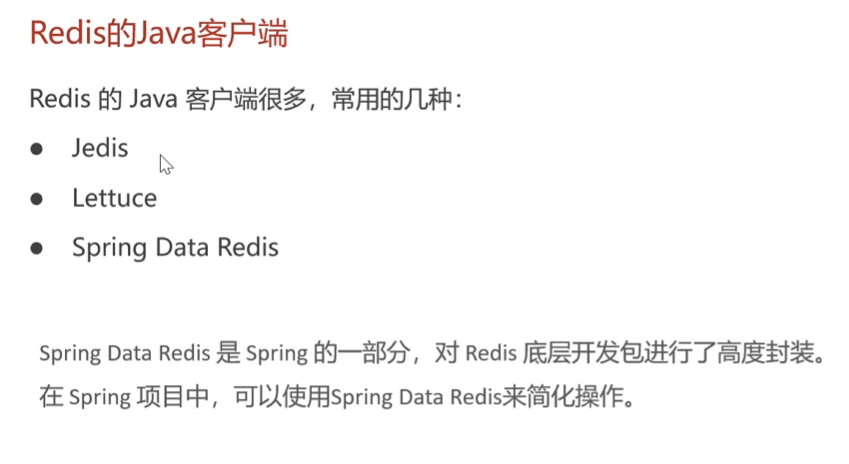 Redis的Java客户端
Redis 的 Java 客户端很多，常用的几种：
● Jedis
● Lettuce
● Spring Data Redis
Spring Data Redis 是 Spring 的一部分，对 Redis 底层开发包进行了高度封装。
在 Spring 项目中，可以使用Spring Data Redis来简化操作。